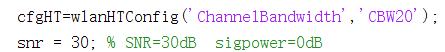 cfgHT=wlanHTConfig('ChannelBandwidth','CBW20');
snr = 30; % SNR=30dB  sigpower=0dB